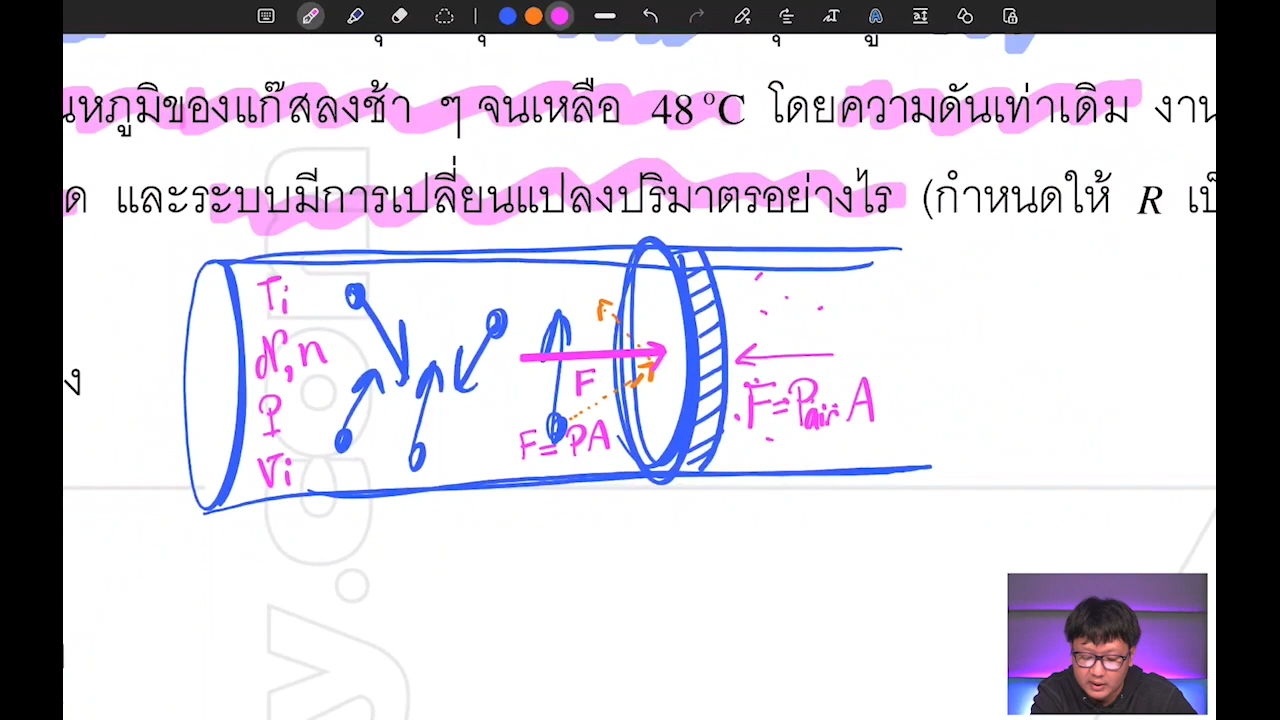 นหภูมิของแก๊สลงช้า ๆ จนเหลือ 48 °C โดยความดันเท่าเดิม งาน
ด และระบบมีการเปลี่ยนแปลงปริมาตรอย่างไร (กำหนดให้ R เป็
Ti
N, n
P
Vi
F
F = PA
F = Pair A
ง
y.com